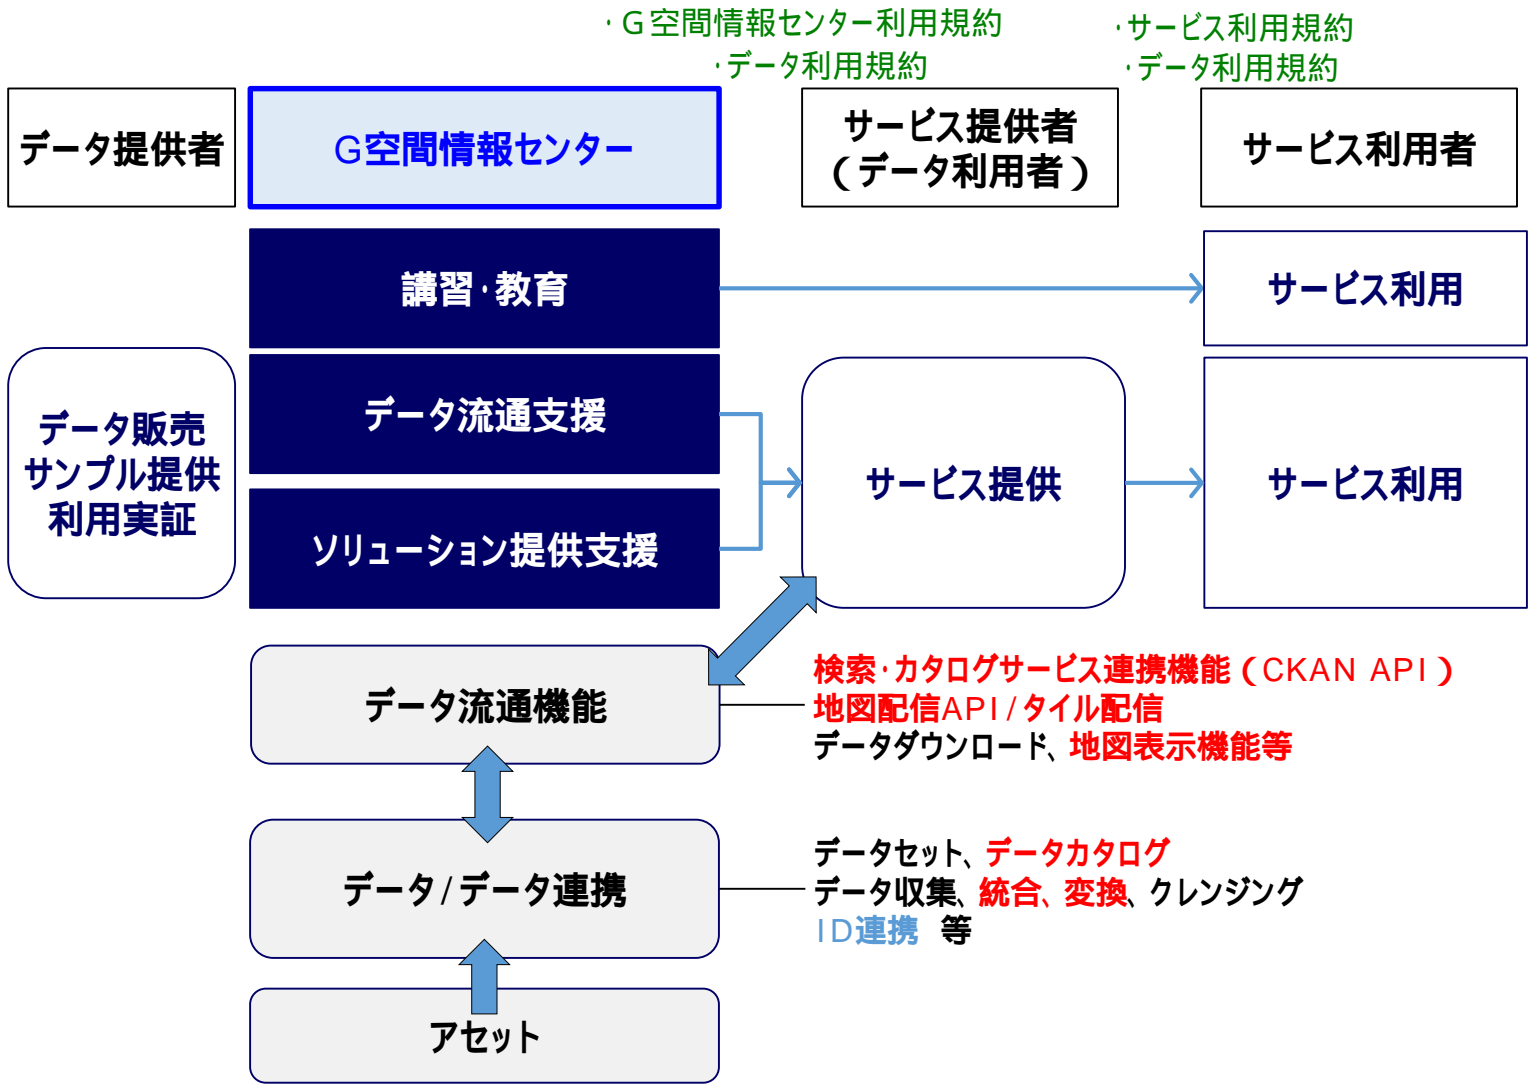 ・G空間情報センター利用規約
・データ利用規約
・サービス利用規約
・データ利用規約
データ提供者
G空間情報センター
サービス提供者
(データ利用者)
サービス利用者
講習・教育
サービス利用
データ販売
サンプル提供
利用実証
データ流通支援
ソリューション提供支援
サービス提供
サービス利用
データ流通機能
検索・カタログサービス連携機能(CKAN API)
地図配信API/タイル配信
データダウンロード、地図表示機能等
データ/データ連携
データセット、データカタログ
データ収集、統合、変換、クレンジング
ID連携 等
アセット